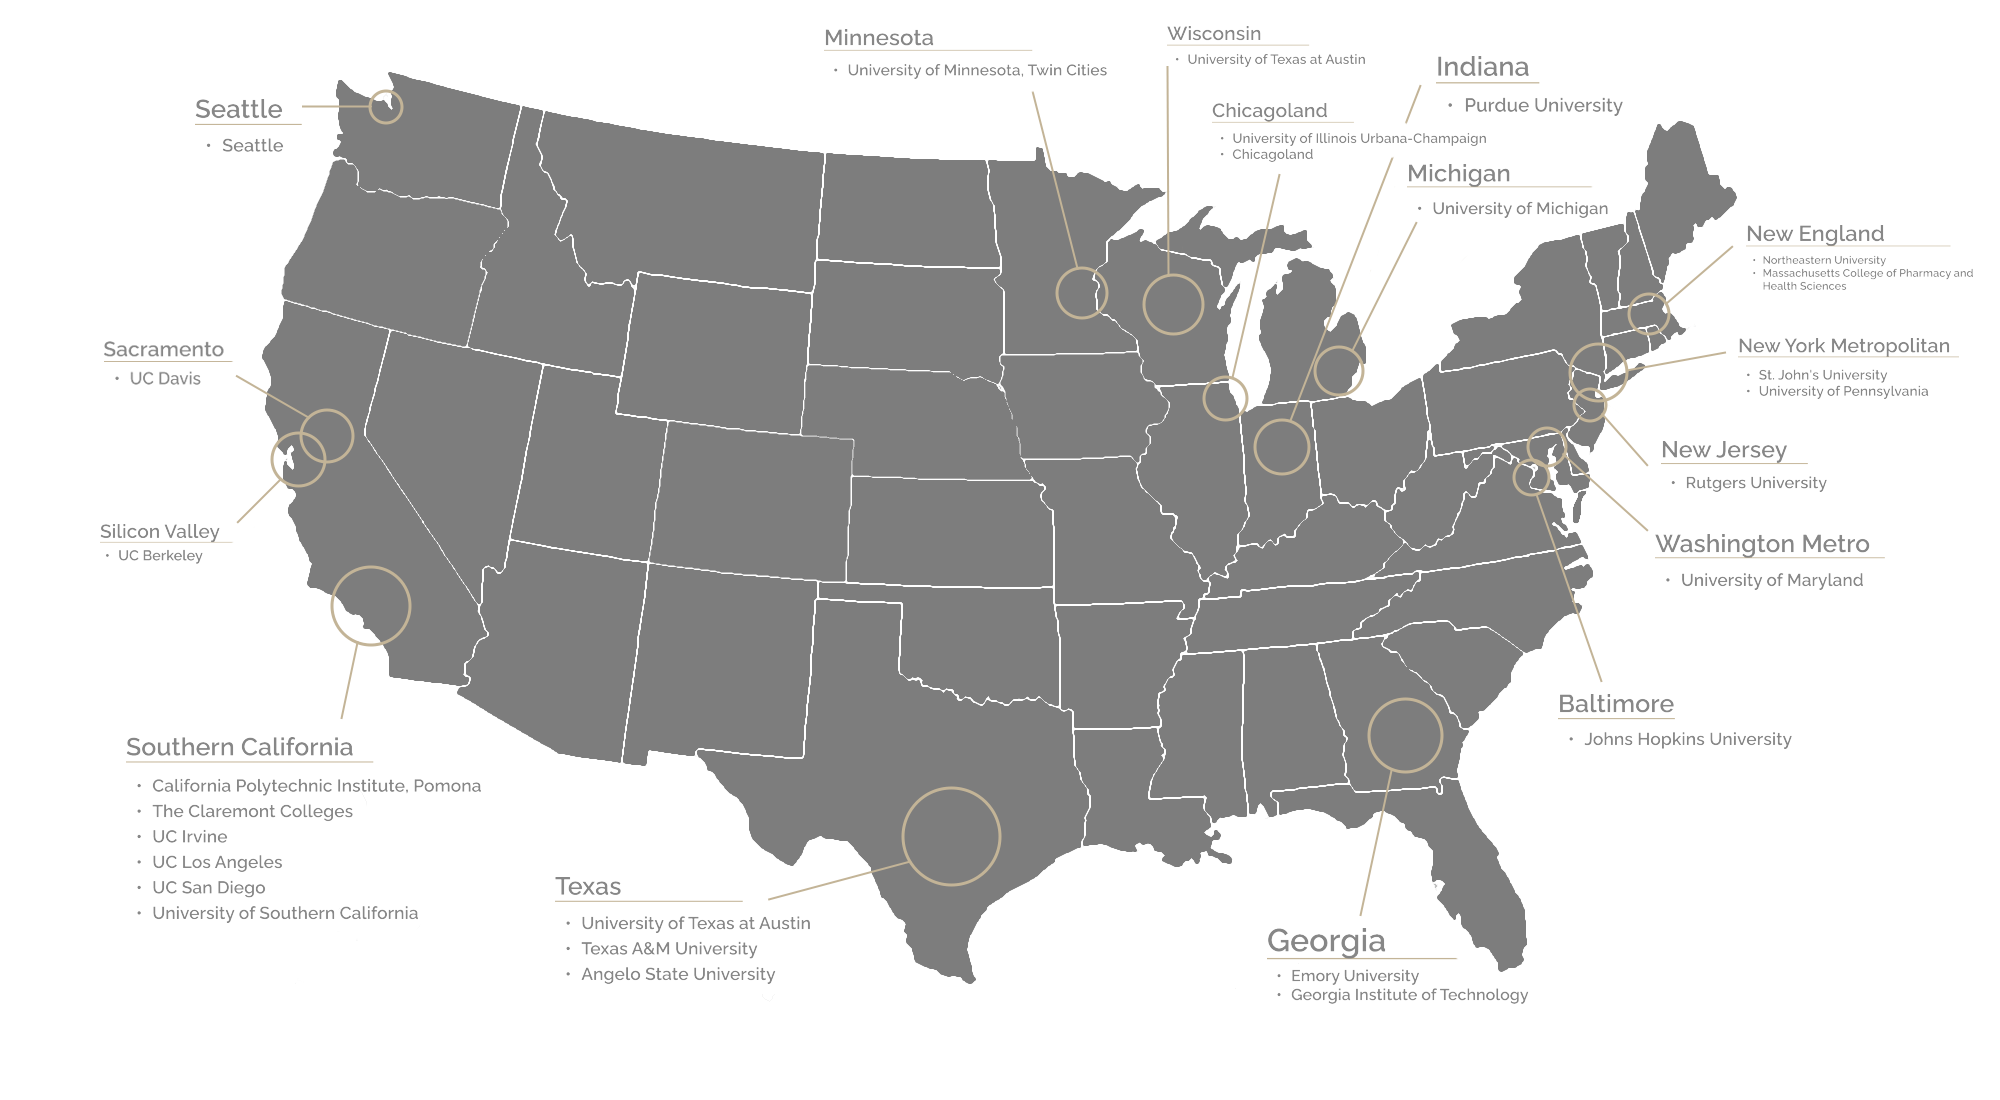 Minnesota
• University of Minnesota, Twin Cities
Wisconsin
• University of Texas at Austin
Indiana
• Purdue University
Chicagoland
• University of Illinois Urbana-Champaign
• Chicagoland
Michigan
• University of Michigan
Seattle
• Seattle
New England
• Northeastern University
• Massachusetts College of Pharmacy and
Health Sciences
Sacramento
• UC Davis
New York Metropolitan
• St. John's University
• University of Pennsylvania
New Jersey
• Rutgers University
Silicon Valley
• UC Berkeley
Washington Metro
• University of Maryland
Baltimore
• Johns Hopkins University
Southern California
• California Polytechnic Institute, Pomona
• The Claremont Colleges
• UC Irvine
• UC Los Angeles
• UC San Diego
• University of Southern California
Texas
• University of Texas at Austin
• Texas A&M University
• Angelo State University
Georgia
• Emory University
• Georgia Institute of Technology